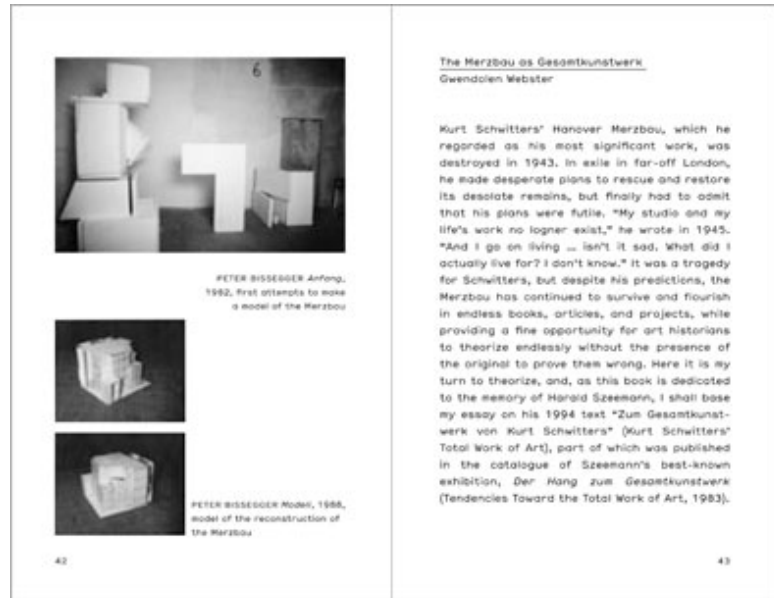 6
PETER BISSEGGER Anfang,
1982, first attempts to make
a model of the Merzbau
PETER BISSEGGER Modell, 1988,
model of the reconstruction of
the Merzbau
42
The Merzbau as Gesamtkunstwerk
Gwendolen Webster
Kurt Schwitters' Hanover Merzbau, which he
regarded as his most significant work, was
destroyed in 1943. In exile in far-off London,
he made desperate plans to rescue and restore
its desolate remains, but finally had to admit
that his plans were futile. "My studio and my
life's work no logner exist," he wrote in 1945.
"And I go on living … isn't it sad. What did I
actually live for? I don't know." It was a tragedy
for Schwitters, but despite his predictions, the
Merzbau has continued to survive and flourish
in endless books, articles, and projects, while
providing a fine opportunity for art historians
to theorize endlessly without the presence of
the original to prove them wrong. Here it is my
turn to theorize, and, as this book is dedicated
to the memory of Harald Szeemann, I shall base
my essay on his 1994 text "Zum Gesamtkunst-
werk von Kurt Schwitters" (Kurt Schwitters'
Total Work of Art), part of which was published
in the catalogue of Szeemann's best-known
exhibition, Der Hang zum Gesamtkunstwerk
(Tendencies Toward the Total Work of Art, 1983).
43